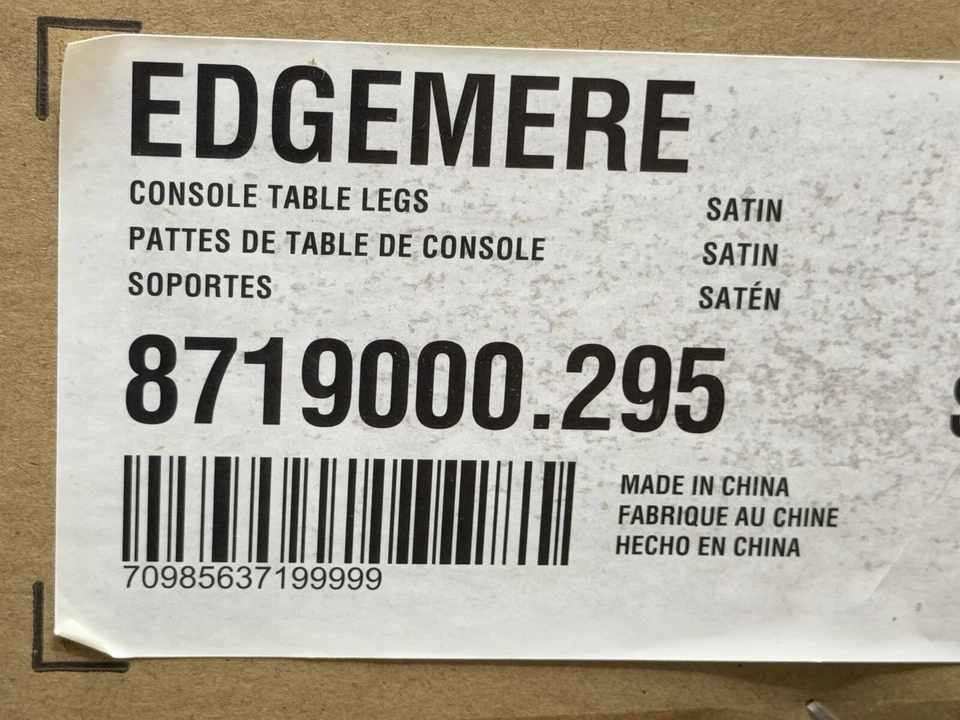 EDGEMERE
CONSOLE TABLE LEGS SATIN
PATTES DE TABLE DE CONSOLE SATIN
SOPORTES SATÉN
8719000.295
MADE IN CHINA
FABRIQUE AU CHINE
HECHO EN CHINA
70985637199999